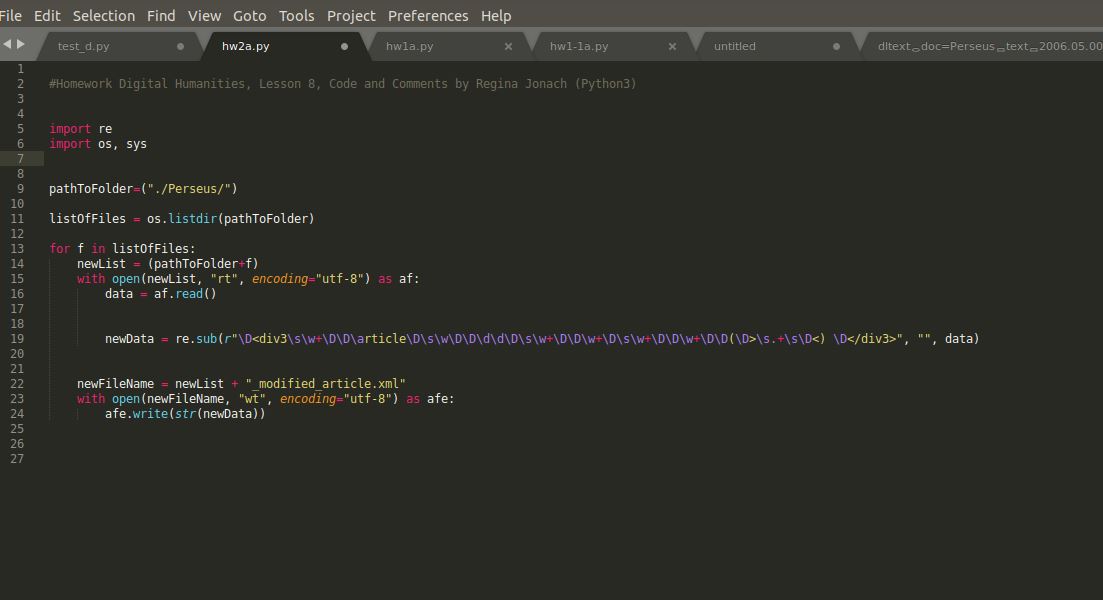 File Edit Selection Find View Goto Tools Project Preferences Help
test_d.py hw2a.py hw1a.py hw1-1a.py untitled dltext_doc=Perseus_text_2006.05.00
1
2 #Homework Digital Humanities, Lesson 8, Code and Comments by Regina Jonach (Python3)
3
4
5 import re
6 import os, sys
7
8
9 pathToFolder=("./Perseus/")
10
11 listOfFiles = os.listdir(pathToFolder)
12
13 for f in listOfFiles:
14 newList = (pathToFolder+f)
15 with open(newList, "rt", encoding="utf-8") as af:
16 data = af.read()
17
18
19 newData = re.sub(r"\D<div3\s\w+\D\D\article\D\s\w\D\D\d\d\D\s\w+\D\D\w+\D\s\w+\D\D\w+\D\D(\D>\s.+\s\D<) \D</div3>", "", data)
20
21
22 newFileName = newList + "_modified_article.xml"
23 with open(newFileName, "wt", encoding="utf-8") as afe:
24 afe.write(str(newData))
25
26
27